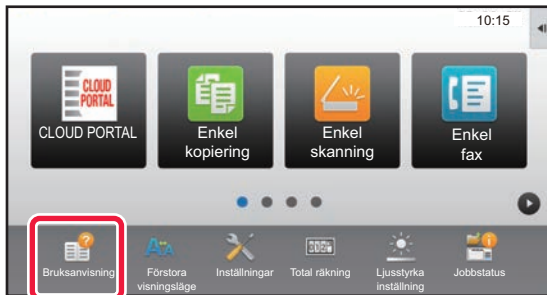 10:15
CLOUD
PORTAL
CLOUD PORTAL
Enkel
kopiering
Enkel
skanning
Enkel
fax
Bruksanvisning
Förstora
visningsläge
Inställningar
Total räkning
Ljusstyrka
inställning
Jobbstatus